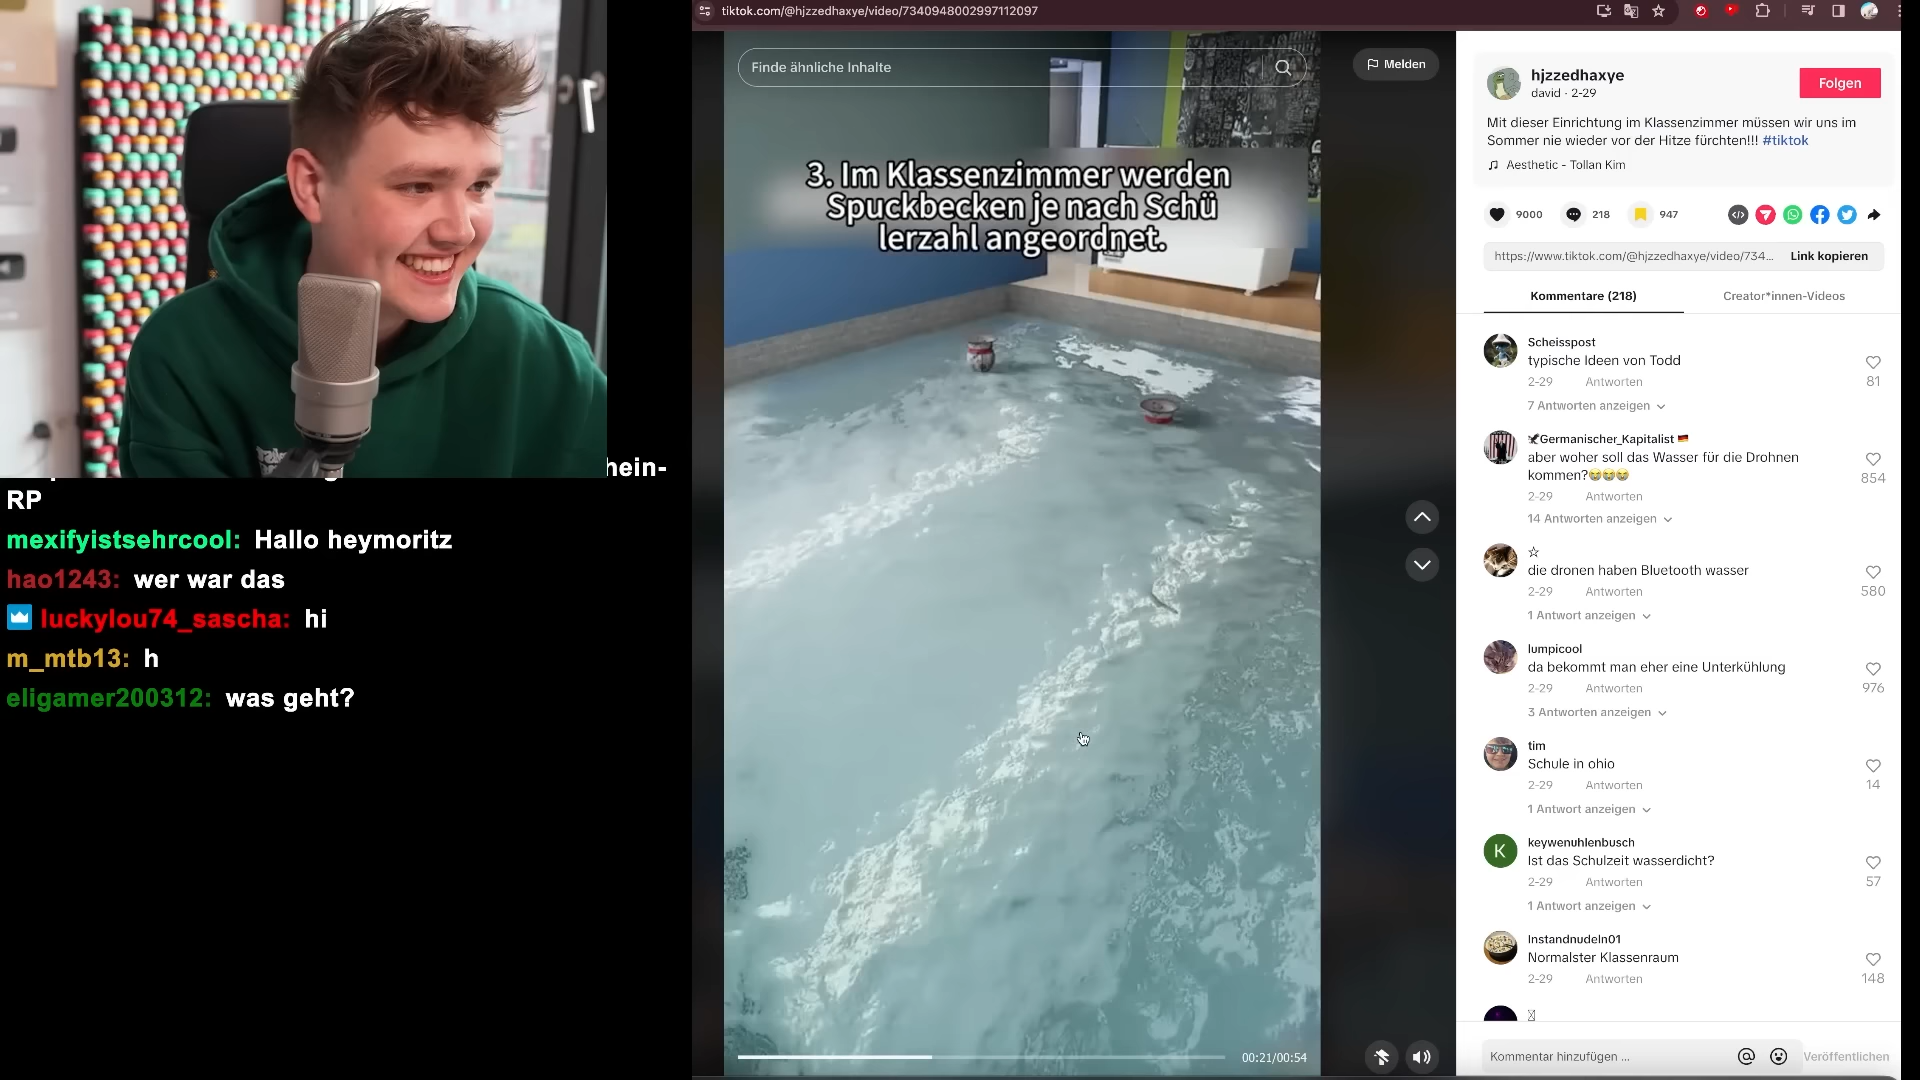 tiktok.com/@hjzzedhaxye/video/7340948002997112097
Finde ähnliche Inhalte
Melden
3. Im Klassenzimmer werden
Spuckbecken je nach Schü
lerzahl angeordnet.
00:21/00:54
hein-
RP
mexifyistsehrcool: Hallo heymoritz
hao1243: wer war das
luckylou74_sascha: hi
m_mtb13: h
eligamer200312: was geht?
hjzzedhaxye
david · 2-29
Folgen
Mit dieser Einrichtung im Klassenzimmer müssen wir uns im
Sommer nie wieder vor der Hitze fürchten!!! #tiktok
Aesthetic - Tollan Kim
9000 218 947
https://www.tiktok.com/@hjzzedhaxye/video/734... Link kopieren
Kommentare (218) Creator*innen-Videos
Scheisspost
typische Ideen von Todd
2-29 Antworten 81
7 Antworten anzeigen
Germanischer_Kapitalist
aber woher soll das Wasser für die Drohnen
kommen?😂😂😂
2-29 Antworten 854
14 Antworten anzeigen
☆
die dronen haben Bluetooth wasser
2-29 Antworten 580
1 Antwort anzeigen
lumpicool
da bekommt man eher eine Unterkühlung
2-29 Antworten 976
3 Antworten anzeigen
tim
Schule in ohio
2-29 Antworten 14
1 Antwort anzeigen
K
keywenuhlenbusch
Ist das Schulzeit wasserdicht?
2-29 Antworten 57
1 Antwort anzeigen
Instandnudeln01
Normalster Klassenraum
2-29 Antworten 148
Kommentar hinzufügen ... Veröffentlichen